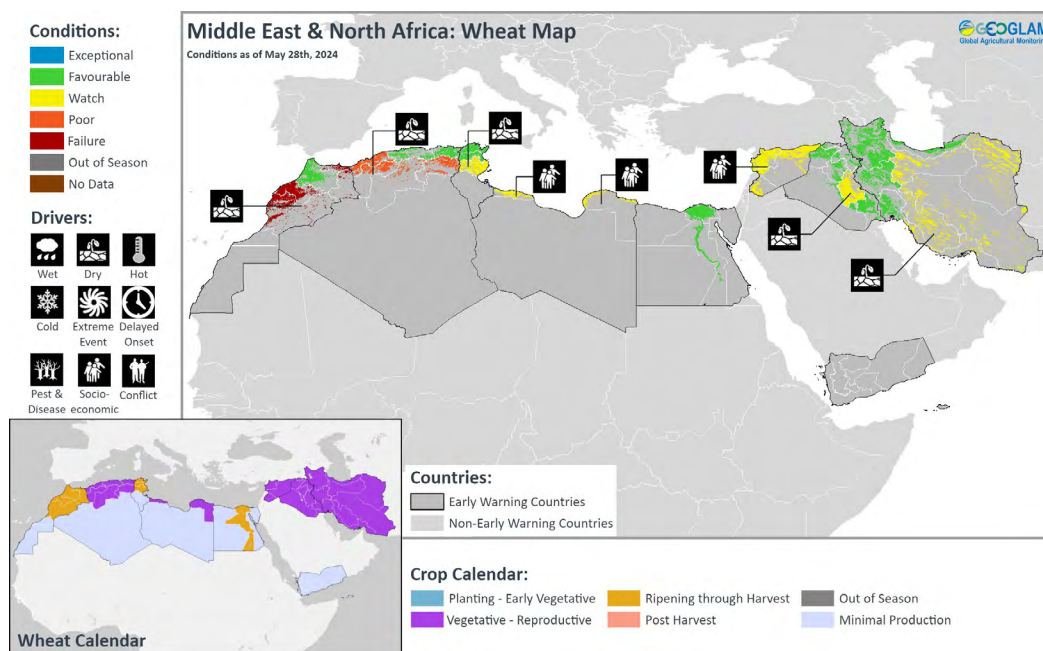 Conditions:
Exceptional
Favourable
Watch
Poor
Failure
Out of Season
No Data
Drivers:
Wet Dry Hot
Cold Extreme Event Delayed Onset
Pest & Disease Socio-economic Conflict
Middle East & North Africa: Wheat Map
Conditions as of May 28th, 2024
GEOGLAM
Global Agricultural Monitoring
Countries:
Early Warning Countries
Non-Early Warning Countries
Wheat Calendar
Crop Calendar:
Planting - Early Vegetative Ripening through Harvest Out of Season
Vegetative - Reproductive Post Harvest Minimal Production